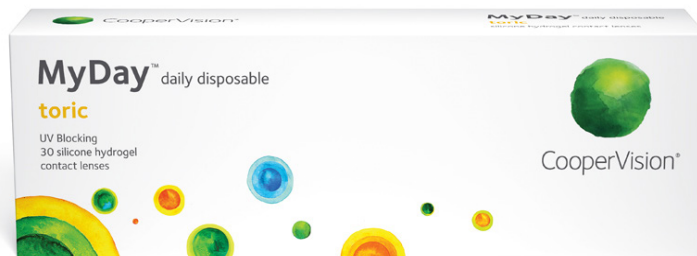 CooperVision®
MyDay™ daily disposable
toric
silicone hydrogel contact lenses
MyDay™ daily disposable
toric
UV Blocking
30 silicone hydrogel
contact lenses
CooperVision®